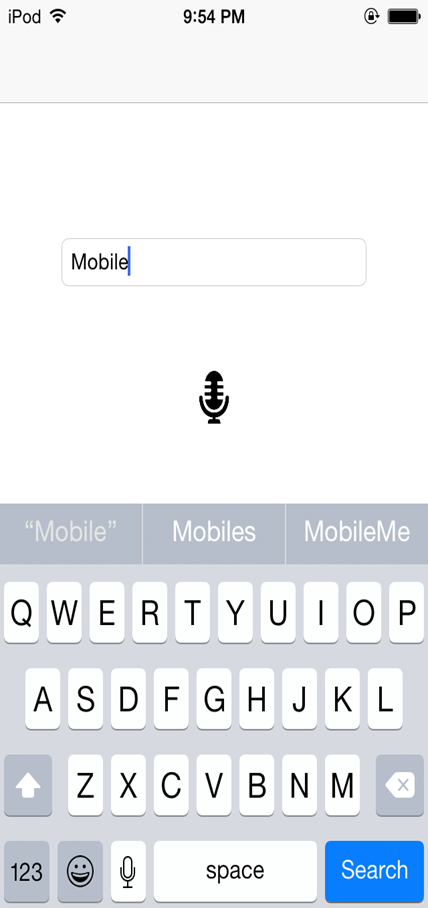 iPod 9:54 PM
Mobile
“Mobile” Mobiles MobileMe
Q W E R T Y U I O P
A S D F G H J K L
Z X C V B N M
123 space Search